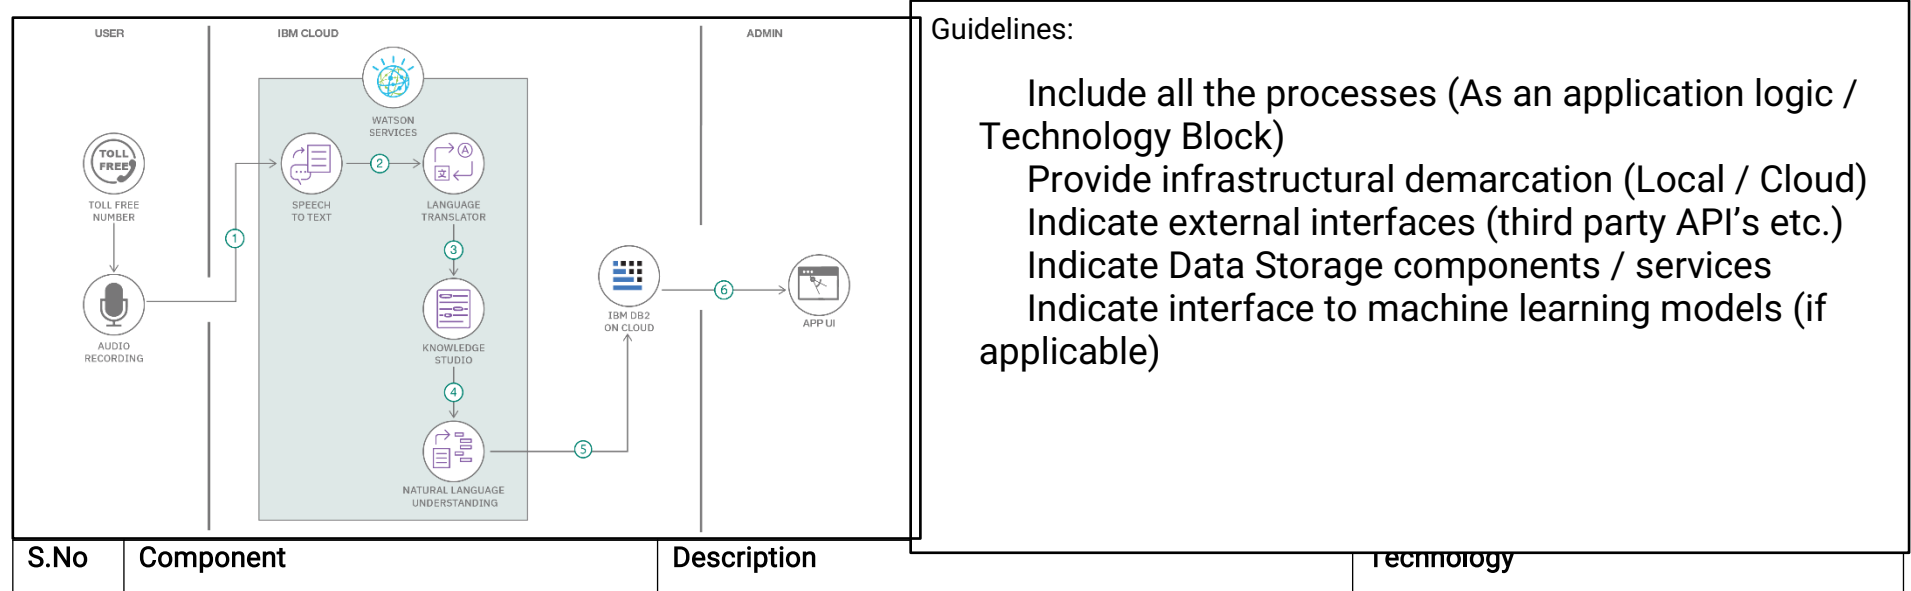 USER
IBM CLOUD
ADMIN
WATSON
SERVICES
TOLL
FREE
TOLL FREE
NUMBER
SPEECH
TO TEXT
2
A
文
LANGUAGE
TRANSLATOR
1
3
AUDIO
RECORDING
KNOWLEDGE
STUDIO
IBM DB2
ON CLOUD
6
APP UI
4
5
NATURAL LANGUAGE
UNDERSTANDING
Guidelines:
Include all the processes (As an application logic /
Technology Block)
Provide infrastructural demarcation (Local / Cloud)
Indicate external interfaces (third party API’s etc.)
Indicate Data Storage components / services
Indicate interface to machine learning models (if
applicable)
S.No
Component
Description
Technology